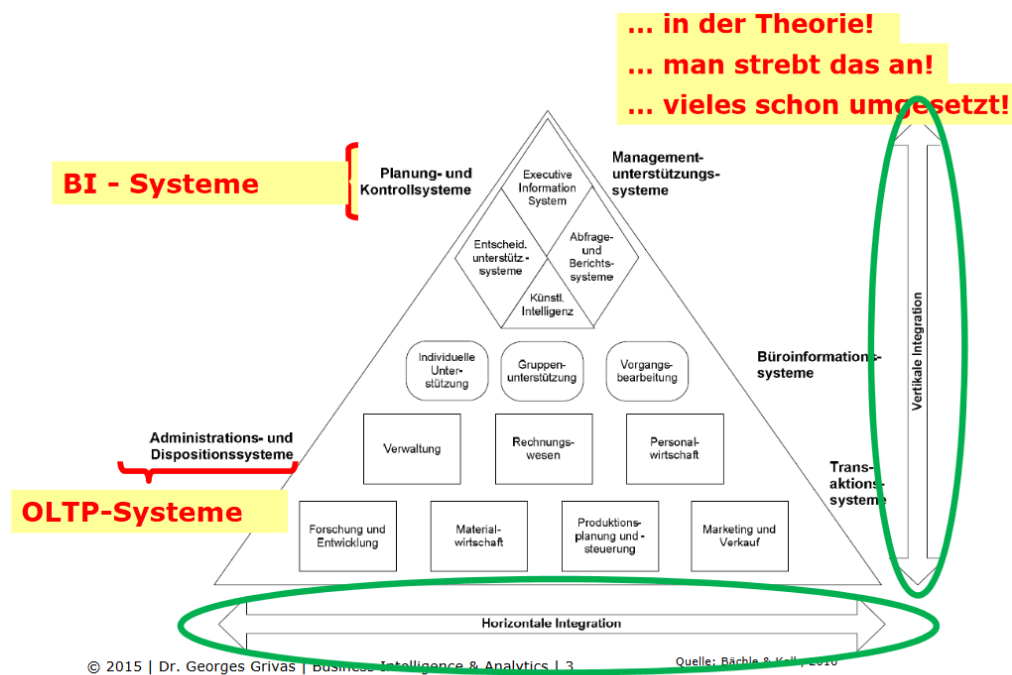 ... in der Theorie!
... man strebt das an!
... vieles schon umgesetzt!
BI - Systeme
Planung- und
Kontrollsysteme
Management-
unterstützungs-
systeme
Executive
Information
System
Entscheid.
unterstütz.-
systeme
Abfrage-
und
Berichts-
systeme
Künstl.
Intelligenz
Individuelle
Unter-
stützung
Gruppen-
unterstützung
Vorgangs-
bearbeitung
Büroinformations-
systeme
Vertikale Integration
Administrations- und
Dispositionssysteme
Verwaltung
Rechnungs-
wesen
Personal-
wirtschaft
OLTP-Systeme
Trans-
aktions-
systeme
Forschung und
Entwicklung
Material-
wirtschaft
Produktions-
planung und -
steuerung
Marketing und
Verkauf
Horizontale Integration
© 2015 | Dr. Georges Grivas | Business Intelligence & Analytics | 3
Quelle: Bächle &